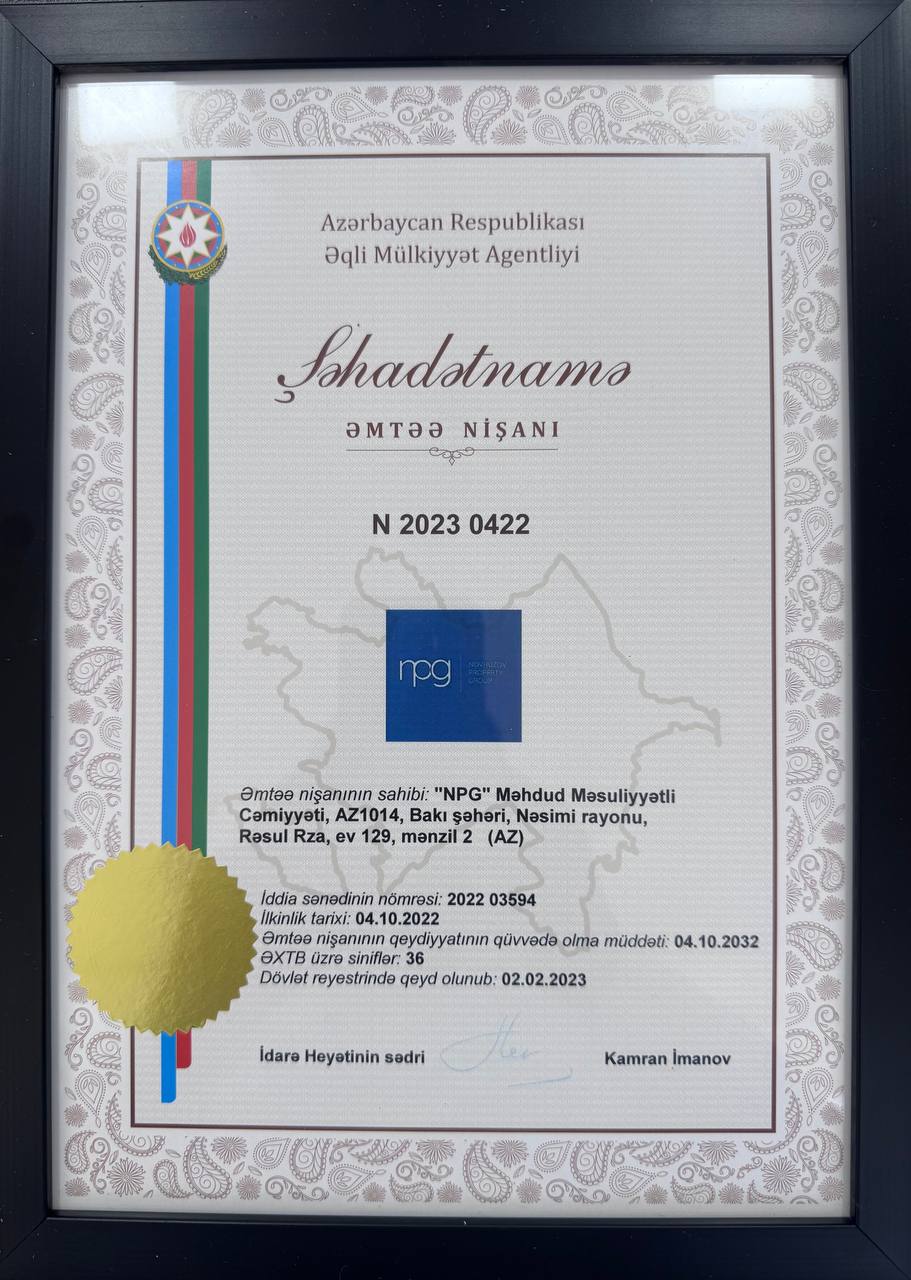 Azərbaycan Respublikası
Əqli Mülkiyyət Agentliyi
Şəhadətnamə
ƏMTƏƏ NİŞANI
N 2023 0422
npg
PROPERTY
GROUP
Əmtəə nişanının sahibi: "NPG" Məhdud Məsuliyyətli
Cəmiyyəti, AZ1014, Bakı şəhəri, Nəsimi rayonu,
Rəsul Rza, ev 129, mənzil 2 (AZ)
İddia sənədinin nömrəsi: 2022 03594
İlkinlik tarixi: 04.10.2022
Əmtəə nişanının qeydiyyatının qüvvədə olma müddəti: 04.10.2032
ƏXTB üzrə siniflər: 36
Dövlət reyestrində qeyd olunub: 02.02.2023
İdarə Heyətinin sədri Kamran İmanov